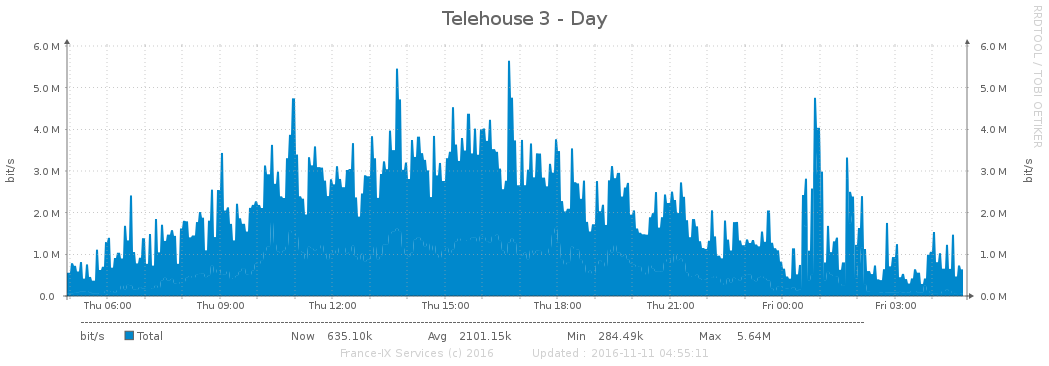 Telehouse 3 - Day
RRDTOOL / TOBI OETIKER
6.0 M 6.0 M
5.0 M 5.0 M
4.0 M 4.0 M
3.0 M 3.0 M
2.0 M 2.0 M
1.0 M 1.0 M
0.0 0.0 M
bit/s bit/s
Thu 06:00 Thu 09:00 Thu 12:00 Thu 15:00 Thu 18:00 Thu 21:00 Fri 00:00 Fri 03:00
bit/s Total Now 635.10k Avg 2101.15k Min 284.49k Max 5.64M
France-IX Services (c) 2016 Updated : 2016-11-11 04:55:11